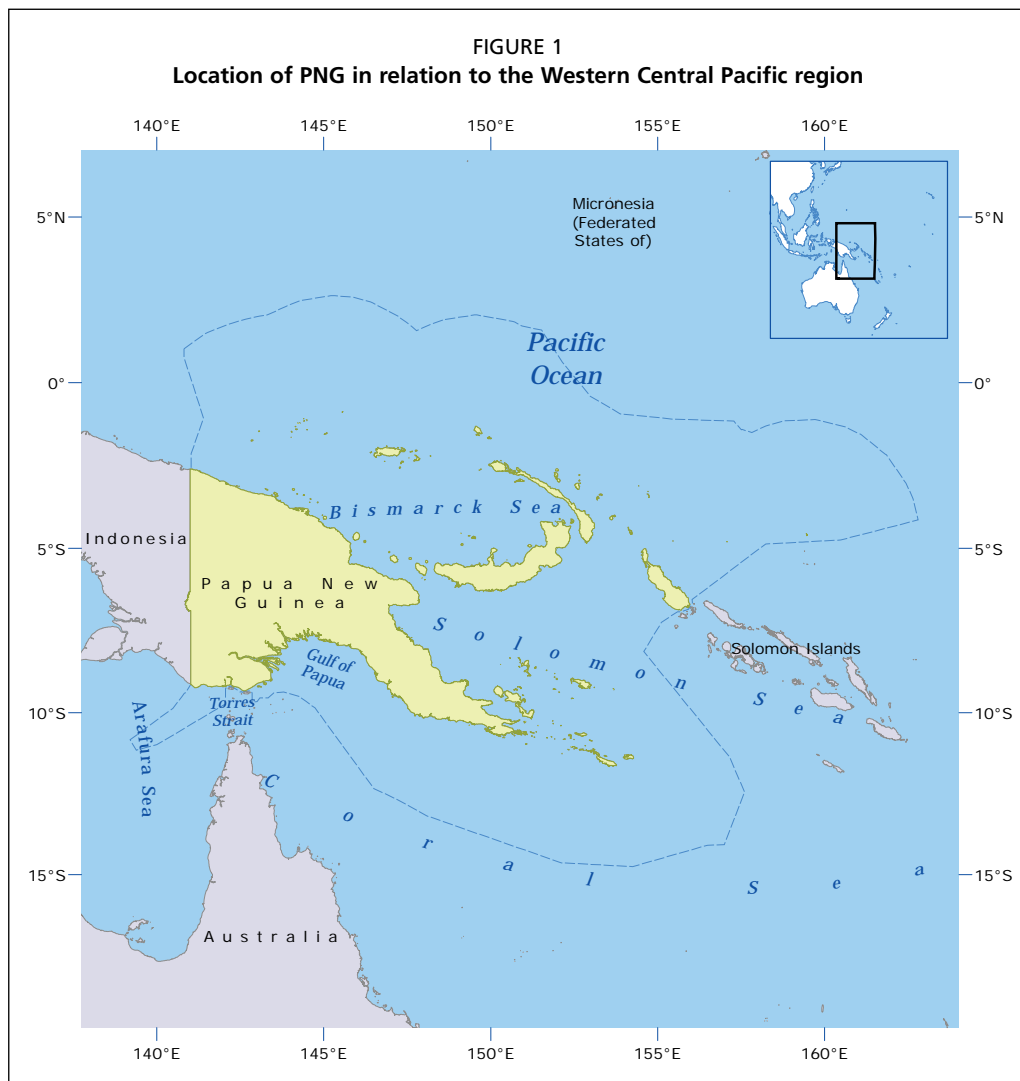 FIGURE 1
Location of PNG in relation to the Western Central Pacific region
140°E 145°E 150°E 155°E 160°E
5°N
Micronesia
(Federated
States of)
5°N
Pacific
Ocean
0°
0°
Bismarck Sea
Indonesia
5°S
5°S
Papua New
Guinea
Solomon Sea
Solomon Islands
Gulf of
Papua
Torres
Strait
10°S
10°S
Arafura Sea
Coral Sea
15°S
15°S
Australia
140°E 145°E 150°E 155°E 160°E